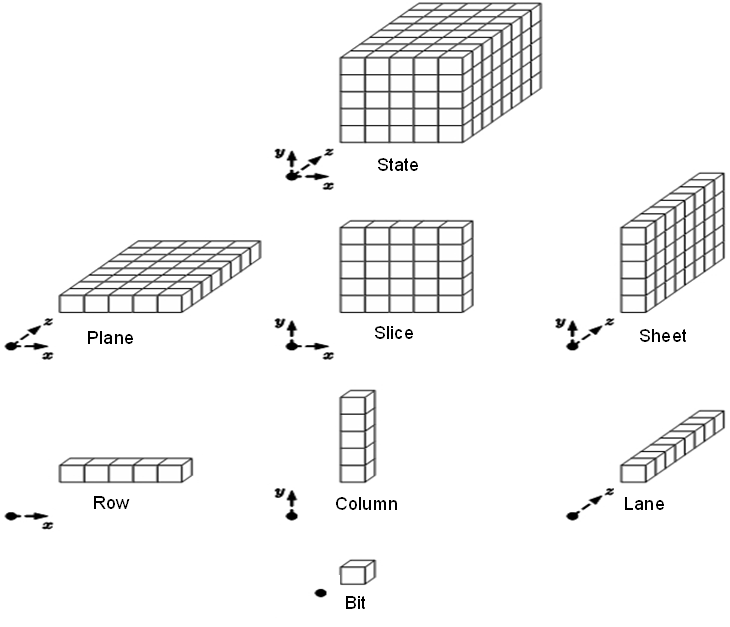 y z
x
State
z
x
Plane
y
x
Slice
y z
Sheet
x
Row
y
Column
z
Lane
Bit